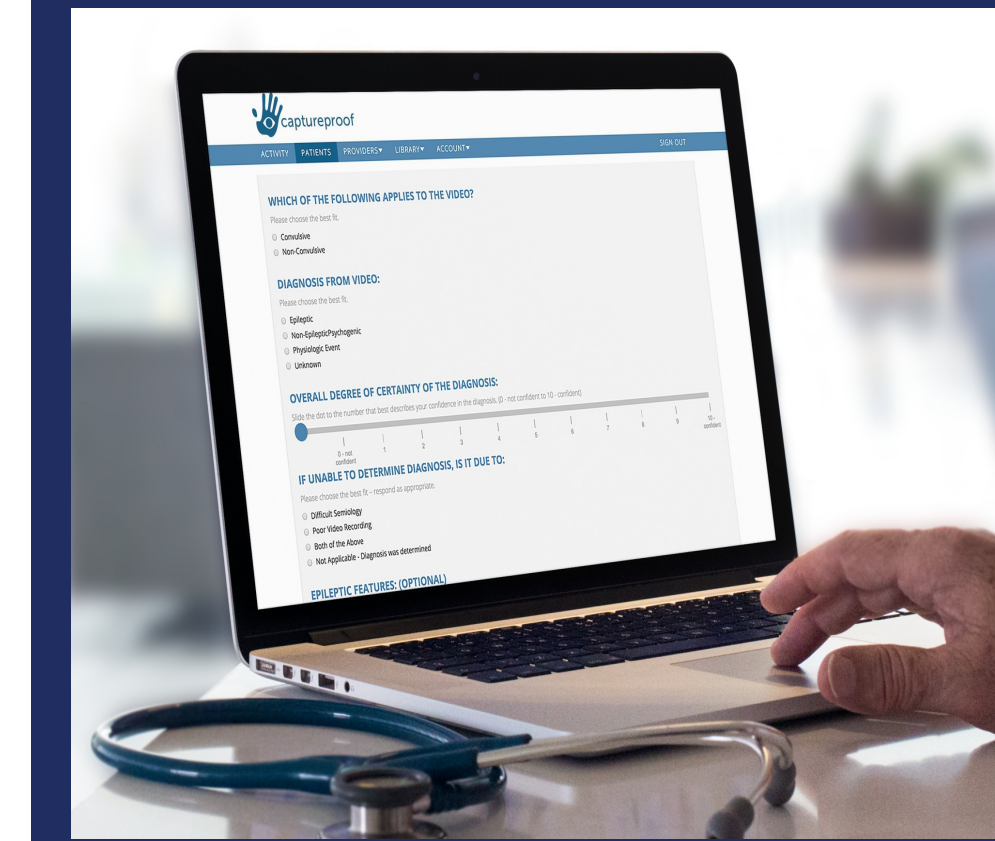 captureproof
ACTIVITY PATIENTS PROVIDERS▾ LIBRARY▾ ACCOUNT▾ SIGN OUT
WHICH OF THE FOLLOWING APPLIES TO THE VIDEO?
Please choose the best fit.
Convulsive
Non-Convulsive
DIAGNOSIS FROM VIDEO:
Please choose the best fit.
Epileptic
Non-EpilepticPsychogenic
Physiologic Event
Unknown
OVERALL DEGREE OF CERTAINTY OF THE DIAGNOSIS:
Slide the dot to the number that best describes your confidence in the diagnosis. (0 - not confident to 10 - confident)
0 - not 1 2 3 4 5 6 7 8 9 10 -
confident confident
IF UNABLE TO DETERMINE DIAGNOSIS, IS IT DUE TO:
Please choose the best fit – respond as appropriate.
Difficult Semiology
Poor Video Recording
Both of the Above
Not Applicable - Diagnosis was determined
EPILEPTIC FEATURES: (OPTIONAL)